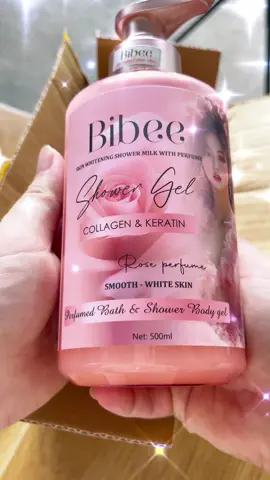 Bibee
Bibee
SKIN WHITENING SHOWER MILK WITH PERFUME
Shower Gel
COLLAGEN & KERATIN
Rose perfume
SMOOTH - WHITE SKIN
Perfumed Bath & Shower Body gel
Net: 500ml